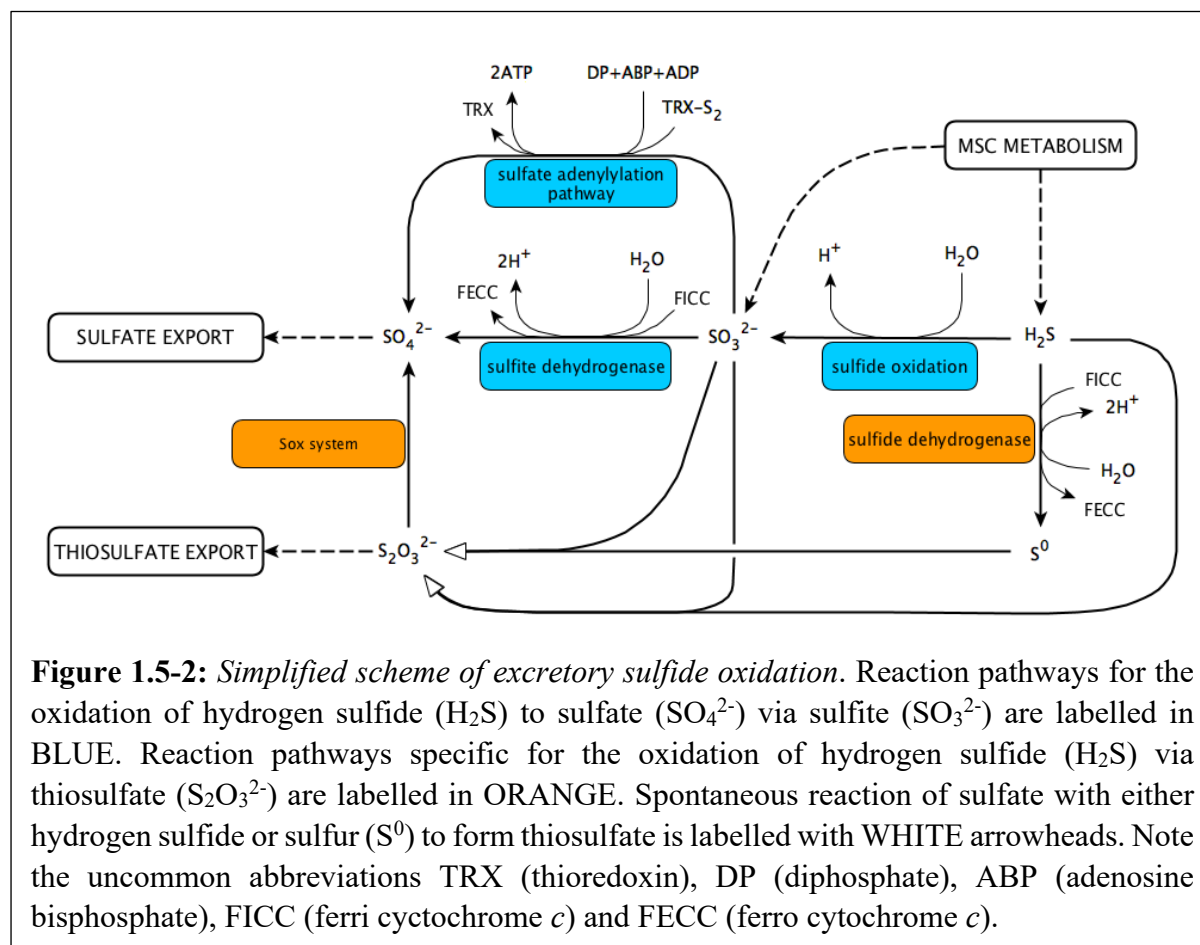 2ATP DP+ABP+ADP
TRX TRX-S₂
MSC METABOLISM
sulfate adenylylation
pathway
2H⁺ H₂O H⁺ H₂O
FECC FICC
SULFATE EXPORT SO₄²⁻ SO₃²⁻ H₂S
sulfite dehydrogenase sulfide oxidation
FICC
2H⁺
Sox system sulfide dehydrogenase
H₂O
FECC
THIOSULFATE EXPORT S₂O₃²⁻ S⁰
Figure 1.5-2: Simplified scheme of excretory sulfide oxidation. Reaction pathways for the
oxidation of hydrogen sulfide (H₂S) to sulfate (SO₄²⁻) via sulfite (SO₃²⁻) are labelled in
BLUE. Reaction pathways specific for the oxidation of hydrogen sulfide (H₂S) via
thiosulfate (S₂O₃²⁻) are labelled in ORANGE. Spontaneous reaction of sulfate with either
hydrogen sulfide or sulfur (S⁰) to form thiosulfate is labelled with WHITE arrowheads. Note
the uncommon abbreviations TRX (thioredoxin), DP (diphosphate), ABP (adenosine
bisphosphate), FICC (ferri cyctochrome c) and FECC (ferro cytochrome c).